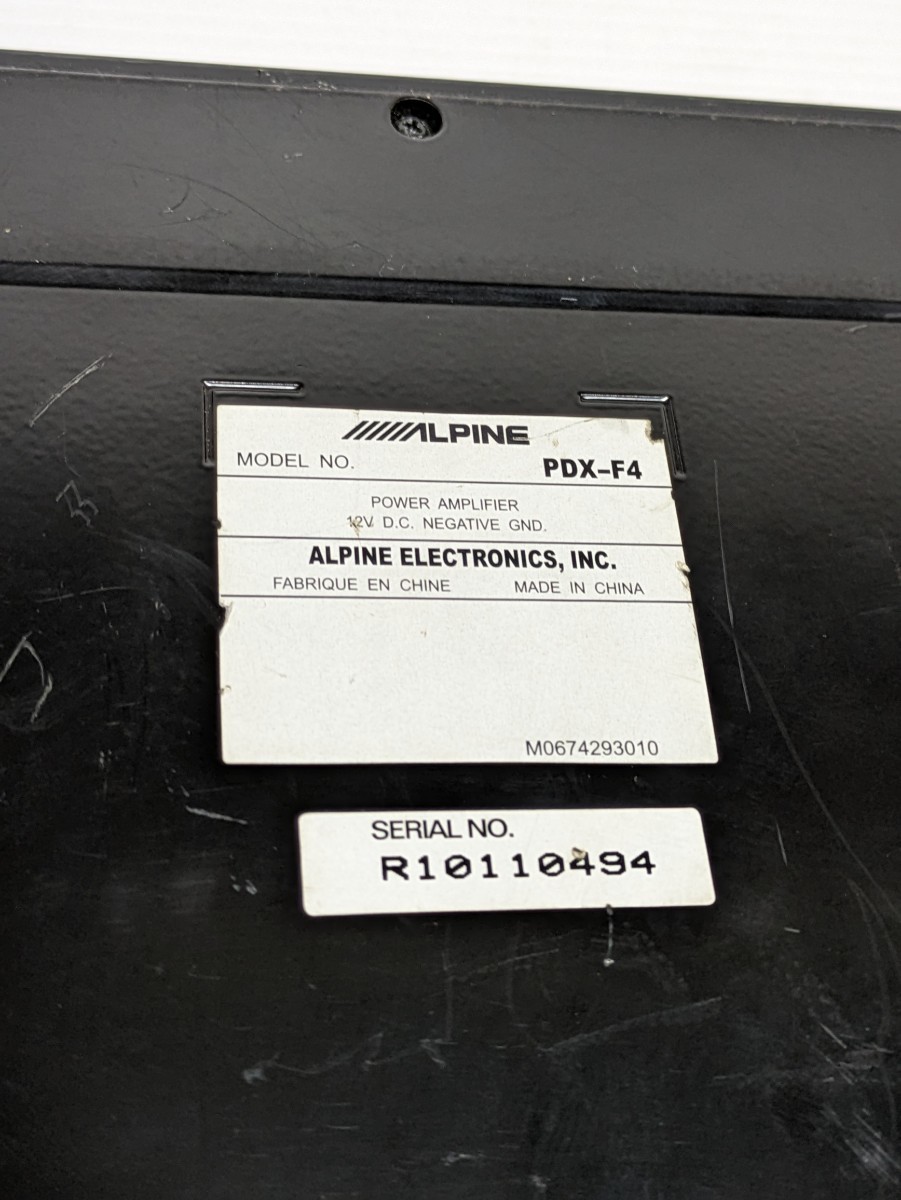 ALPINE
MODEL NO. PDX-F4
POWER AMPLIFIER
12V D.C. NEGATIVE GND.
ALPINE ELECTRONICS, INC.
FABRIQUE EN CHINE MADE IN CHINA
M0674293010
SERIAL NO.
R10110494